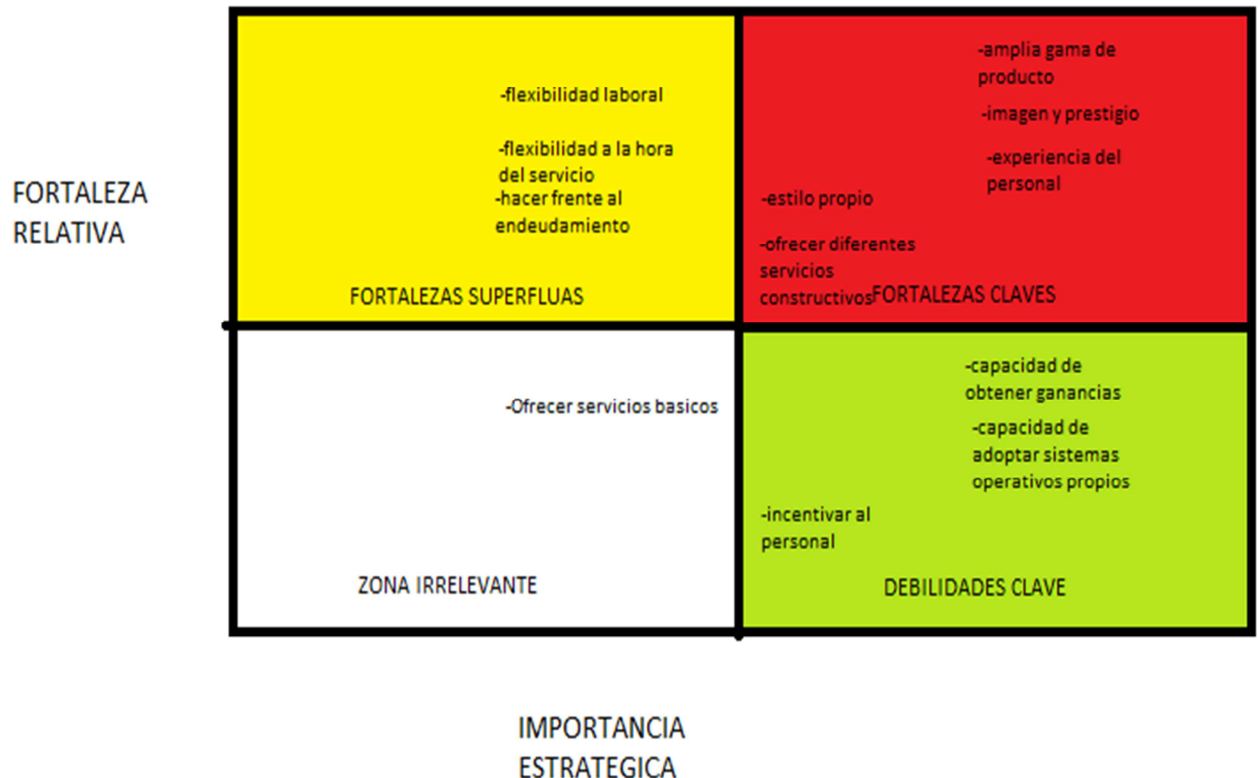 FORTALEZA
RELATIVA
-flexibilidad laboral
-flexibilidad a la hora
del servicio
-hacer frente al
endeudamiento
FORTALEZAS SUPERFLUAS
-amplia gama de
producto
-imagen y prestigio
-experiencia del
personal
-estilo propio
-ofrecer diferentes
servicios
constructivos
FORTALEZAS CLAVES
-Ofrecer servicios basicos
ZONA IRRELEVANTE
-capacidad de
obtener ganancias
-capacidad de
adoptar sistemas
operativos propios
-incentivar al
personal
DEBILIDADES CLAVE
IMPORTANCIA
ESTRATEGICA